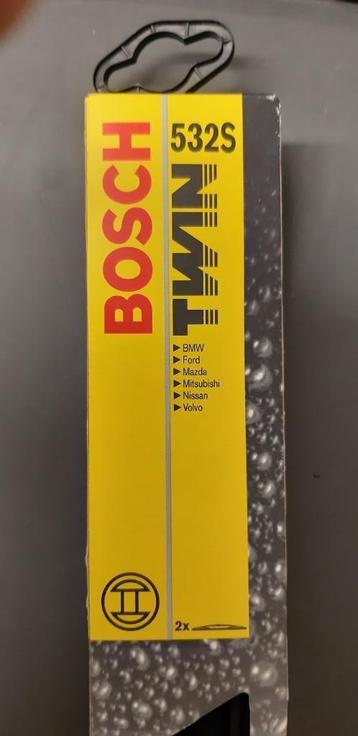 BOSCH
532S
TWIN
▶ BMW
▶ Ford
▶ Mazda
▶ Mitsubishi
▶ Nissan
▶ Volvo
2x